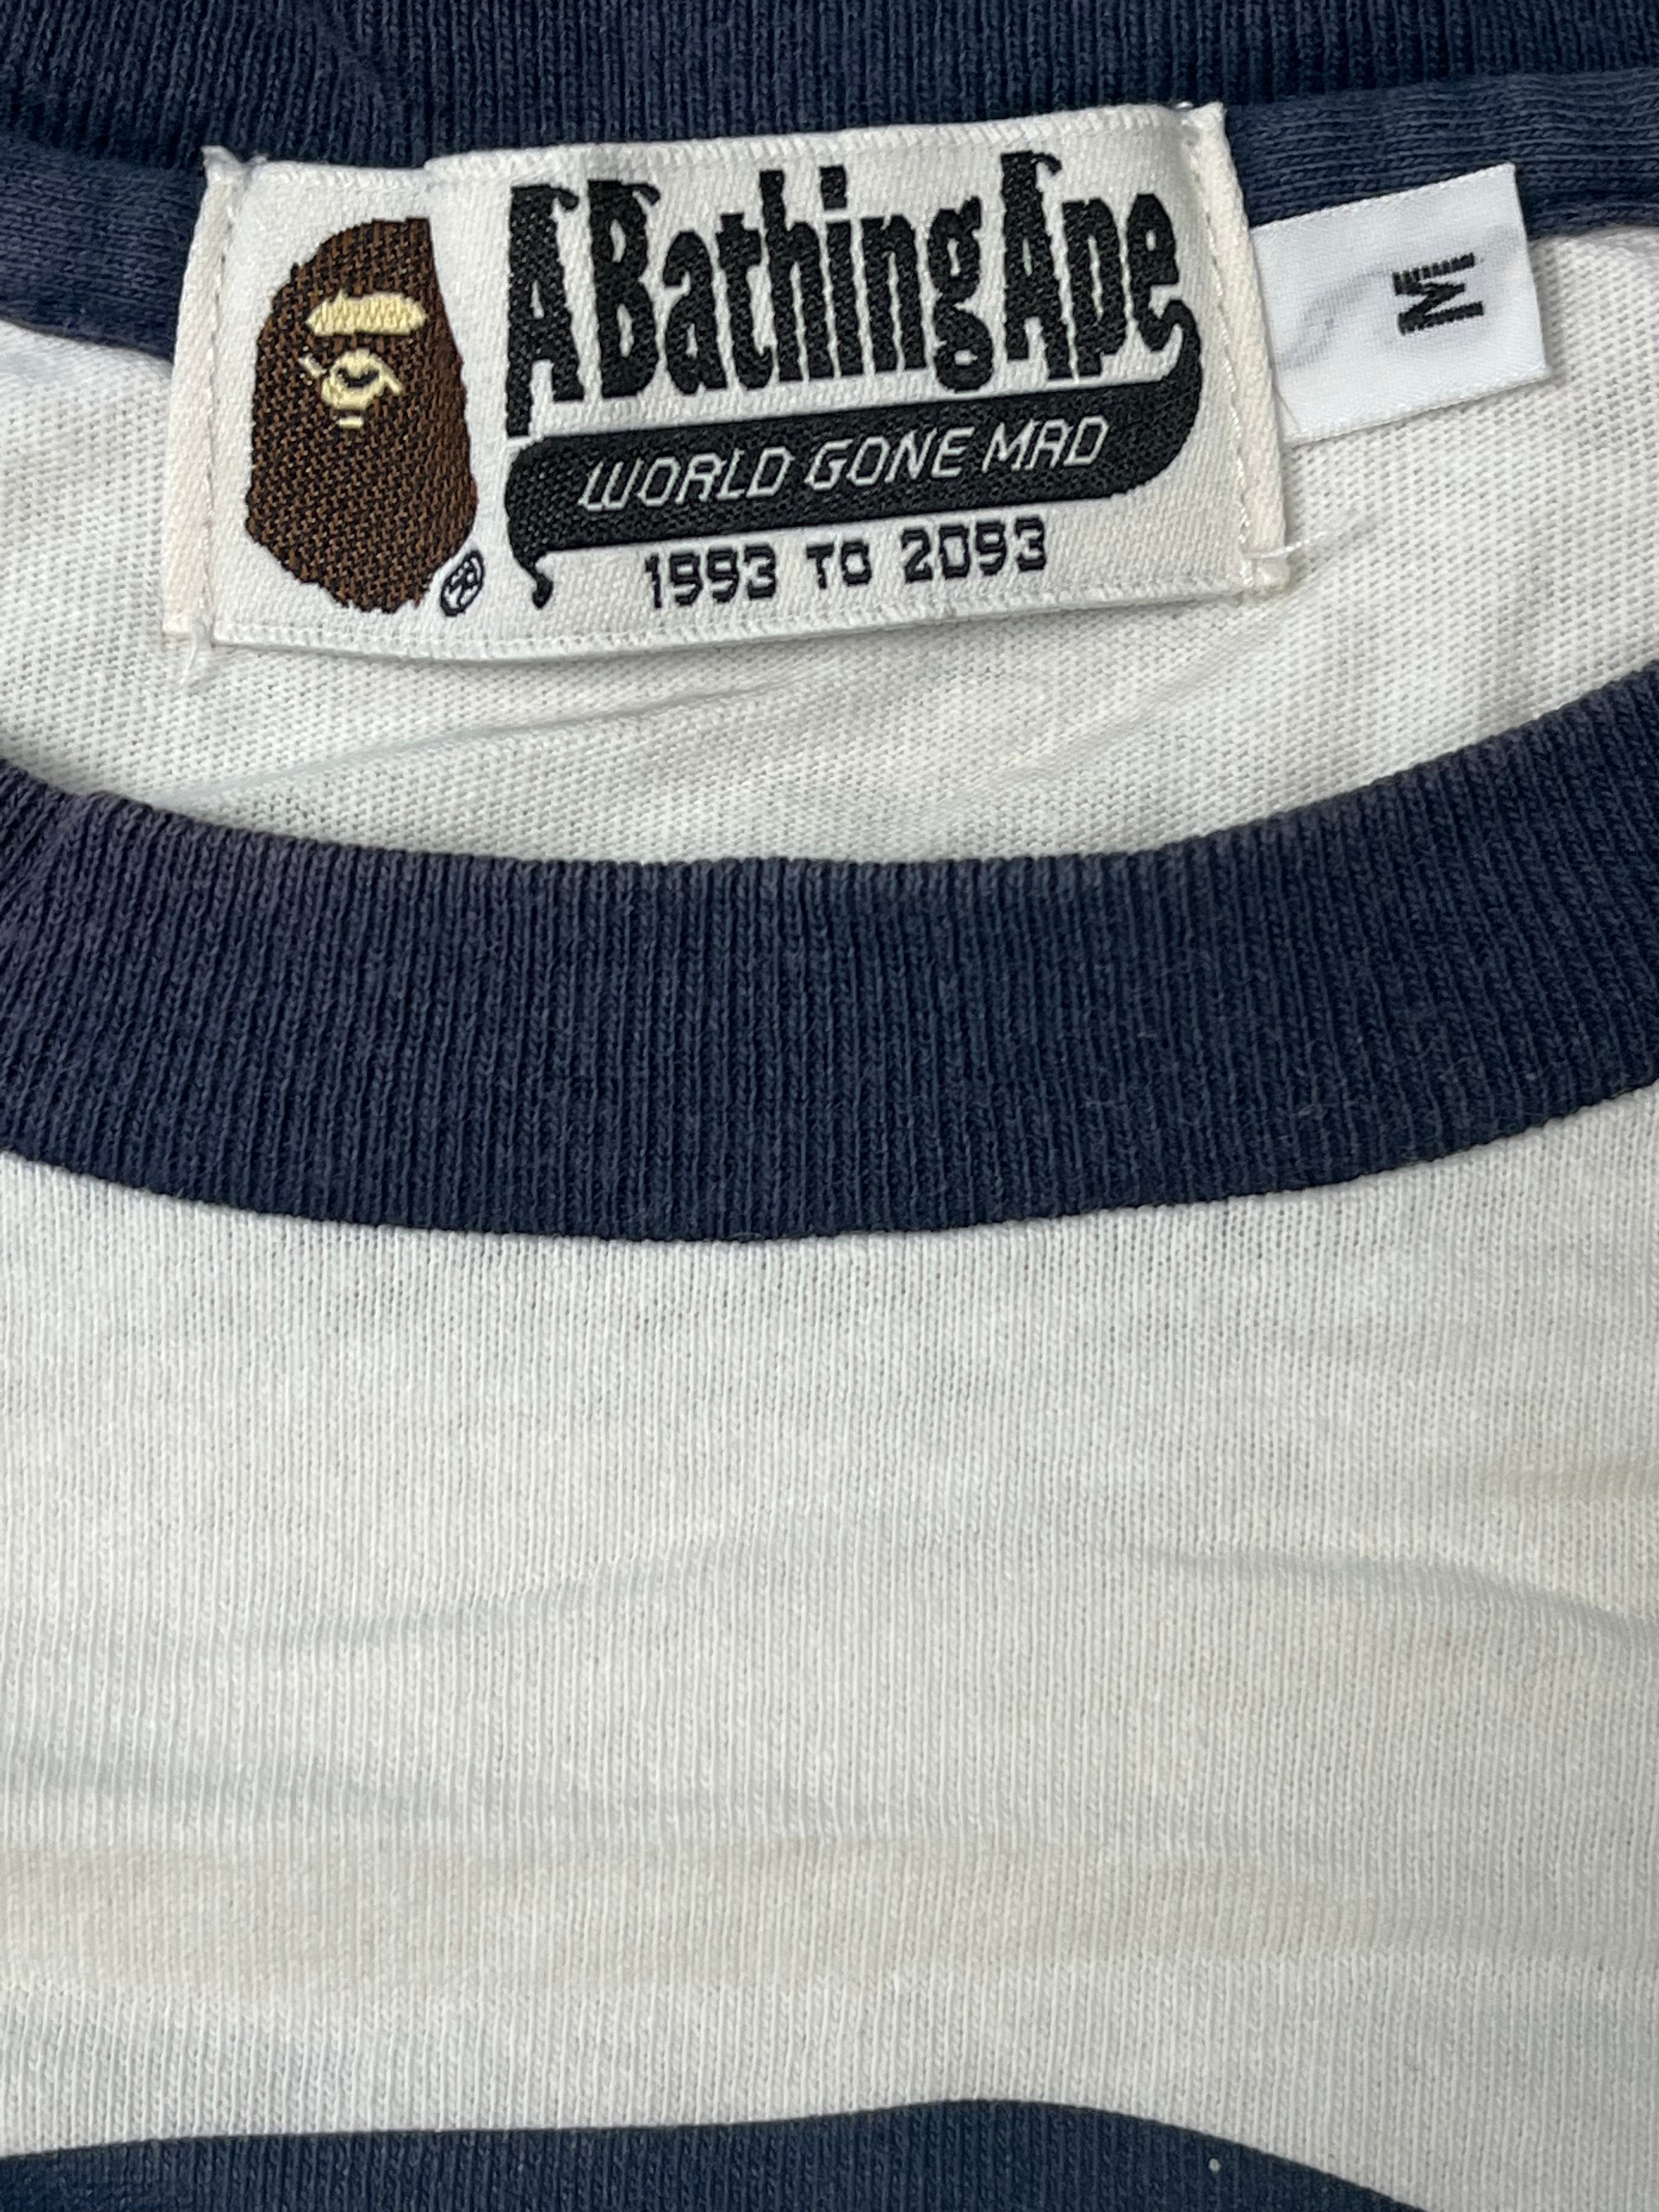 A Bathing Ape
WORLD GONE MAD
1993 TO 2093
®
M